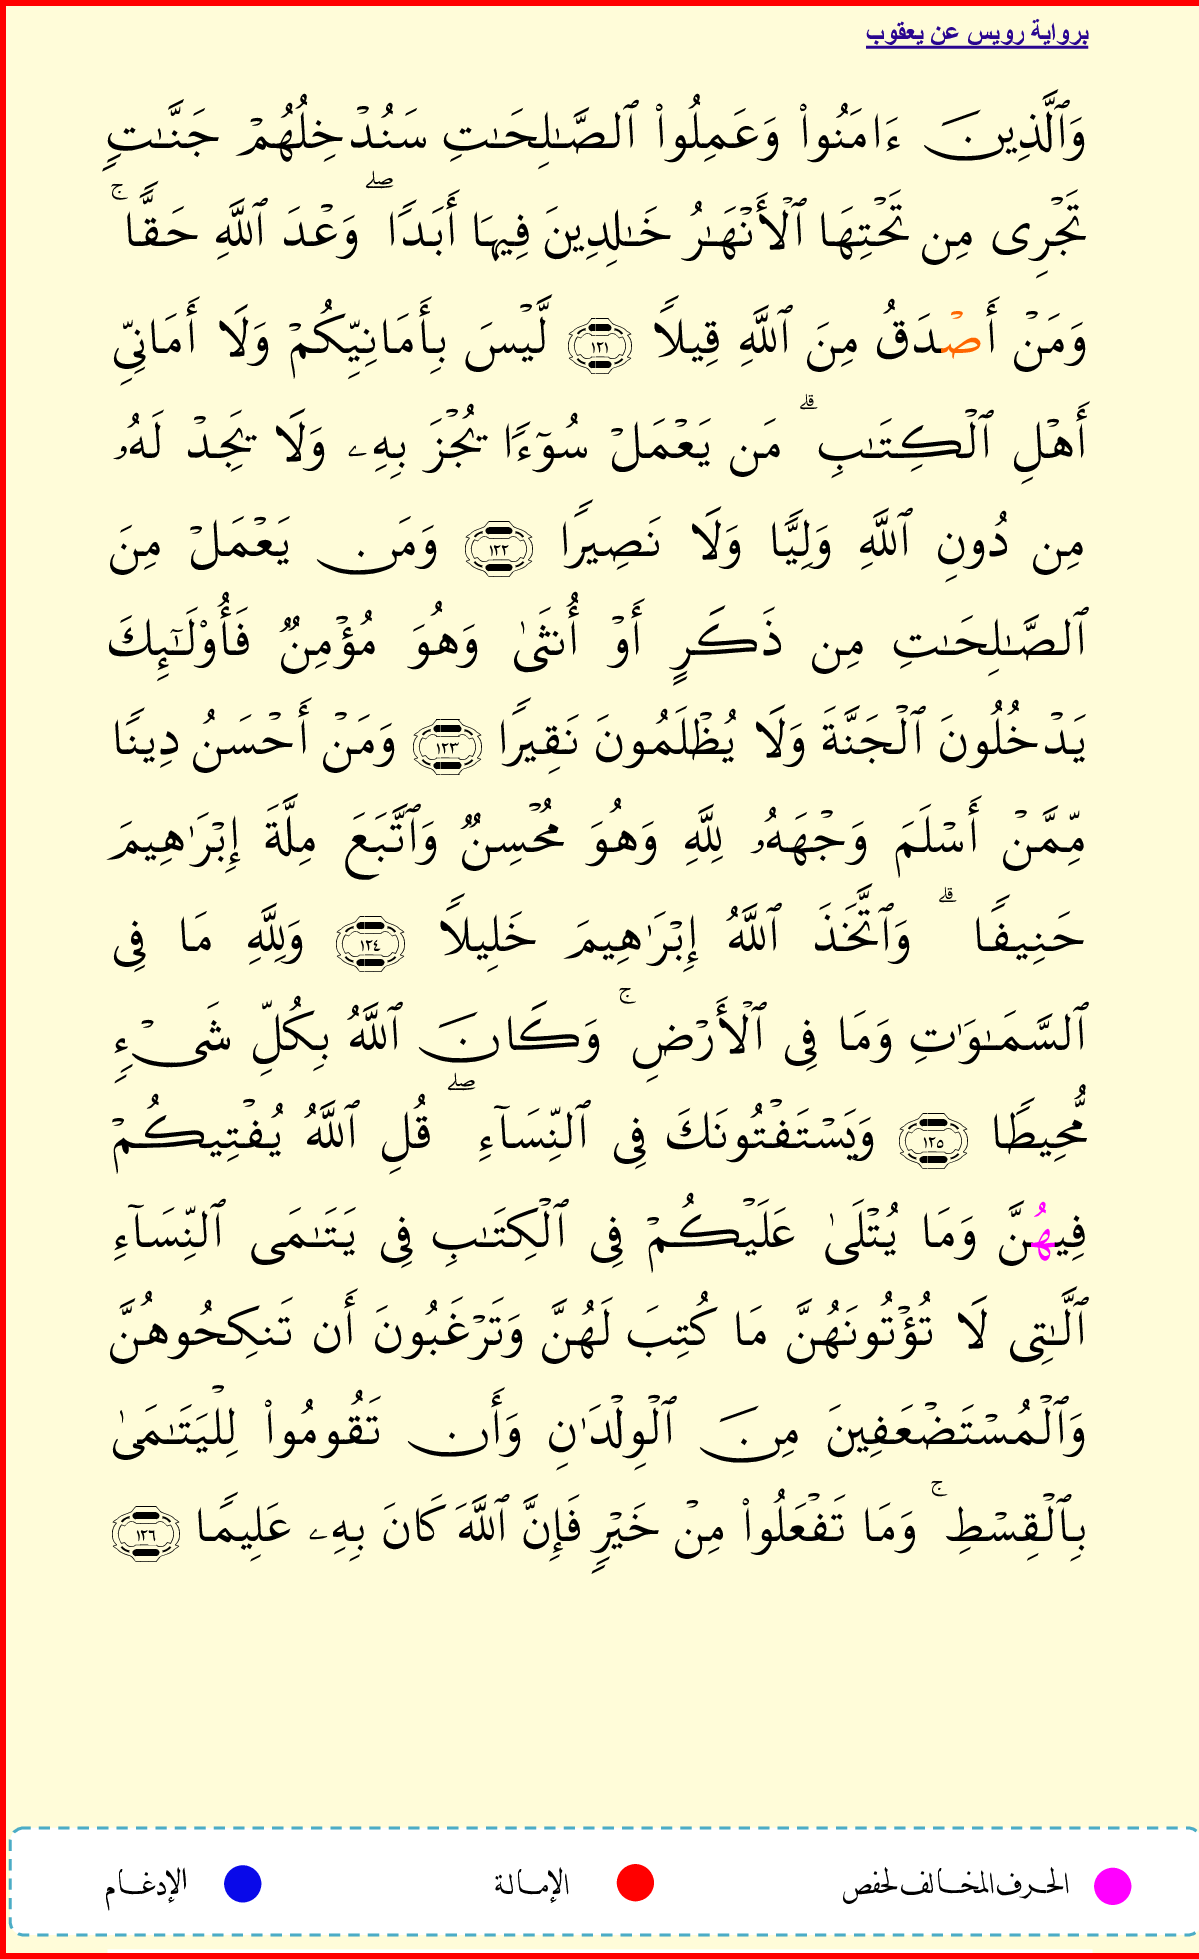 برواية رويس عن يعقوب
وَٱلَّذِينَ ءَامَنُواْ وَعَمِلُواْ ٱلصَّـٰلِحَـٰتِ سَنُدْخِلُهُمْ جَنَّـٰتٍ
تَجْرِى مِن تَحْتِهَا ٱلْأَنْهَـٰرُ خَـٰلِدِينَ فِيهَا أَبَدًا ۖ وَعْدَ ٱللَّهِ حَقًّا ۚ
وَمَنْ أَصْدَقُ مِنَ ٱللَّهِ قِيلاً ١٢١ لَّيْسَ بِأَمَانِيِّكُمْ وَلَا أَمَانِىِّ
أَهْلِ ٱلْكِتَـٰبِ ۗ مَن يَعْمَلْ سُوٓءًا يُجْزَ بِهِۦ وَلَا يَجِدْ لَهُۥ
مِن دُونِ ٱللَّهِ وَلِيًّا وَلَا نَصِيرًا ١٢٢ وَمَن يَعْمَلْ مِنَ
ٱلصَّـٰلِحَـٰتِ مِن ذَكَرٍ أَوْ أُنثَىٰ وَهُوَ مُؤْمِنٌ فَأُوْلَـٰٓئِكَ
يَدْخُلُونَ ٱلْجَنَّةَ وَلَا يُظْلَمُونَ نَقِيرًا ١٢٣ وَمَنْ أَحْسَنُ دِينًا
مِّمَّنْ أَسْلَمَ وَجْهَهُۥ لِلَّهِ وَهُوَ مُحْسِنٌ وَٱتَّبَعَ مِلَّةَ إِبْرَٰهِيمَ
حَنِيفًا ۗ وَٱتَّخَذَ ٱللَّهُ إِبْرَٰهِيمَ خَلِيلاً ١٢٤ وَلِلَّهِ مَا فِى
ٱلسَّمَـٰوَٰتِ وَمَا فِى ٱلْأَرْضِ ۚ وَكَانَ ٱللَّهُ بِكُلِّ شَىْءٍ
مُّحِيطًا ١٢٥ وَيَسْتَفْتُونَكَ فِى ٱلنِّسَآءِ ۖ قُلِ ٱللَّهُ يُفْتِيكُمْ
فِيهُنَّ وَمَا يُتْلَىٰ عَلَيْكُمْ فِى ٱلْكِتَـٰبِ فِى يَتَـٰمَى ٱلنِّسَآءِ
ٱلَّـٰتِى لَا تُؤْتُونَهُنَّ مَا كُتِبَ لَهُنَّ وَتَرْغَبُونَ أَن تَنكِحُوهُنَّ
وَٱلْمُسْتَضْعَفِينَ مِنَ ٱلْوِلْدَٰنِ وَأَن تَقُومُواْ لِلْيَتَـٰمَىٰ
بِٱلْقِسْطِ ۚ وَمَا تَفْعَلُواْ مِنْ خَيْرٍ فَإِنَّ ٱللَّهَ كَانَ بِهِۦ عَلِيمًا ١٢٦
الحرف المخالف لحفص الإمالة الإدغام